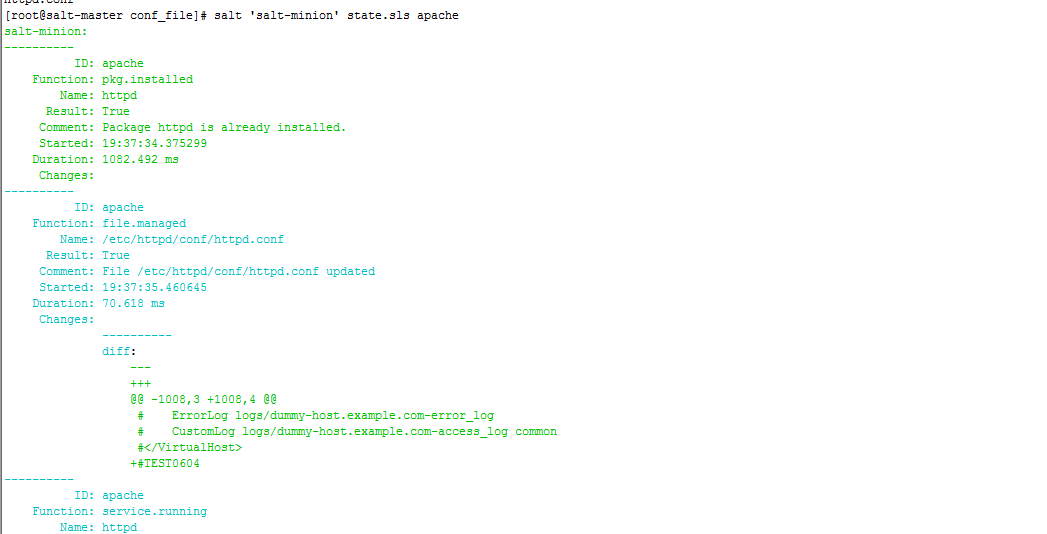 httpd.conf
[root@salt-master conf_file]# salt 'salt-minion' state.sls apache
salt-minion:
----------
ID: apache
Function: pkg.installed
Name: httpd
Result: True
Comment: Package httpd is already installed.
Started: 19:37:34.375299
Duration: 1082.492 ms
Changes:
----------
ID: apache
Function: file.managed
Name: /etc/httpd/conf/httpd.conf
Result: True
Comment: File /etc/httpd/conf/httpd.conf updated
Started: 19:37:35.460645
Duration: 70.618 ms
Changes:
----------
diff:
---
+++
@@ -1008,3 +1008,4 @@
#    ErrorLog logs/dummy-host.example.com-error_log
#    CustomLog logs/dummy-host.example.com-access_log common
#</VirtualHost>
+#TEST0604
----------
ID: apache
Function: service.running
Name: httpd